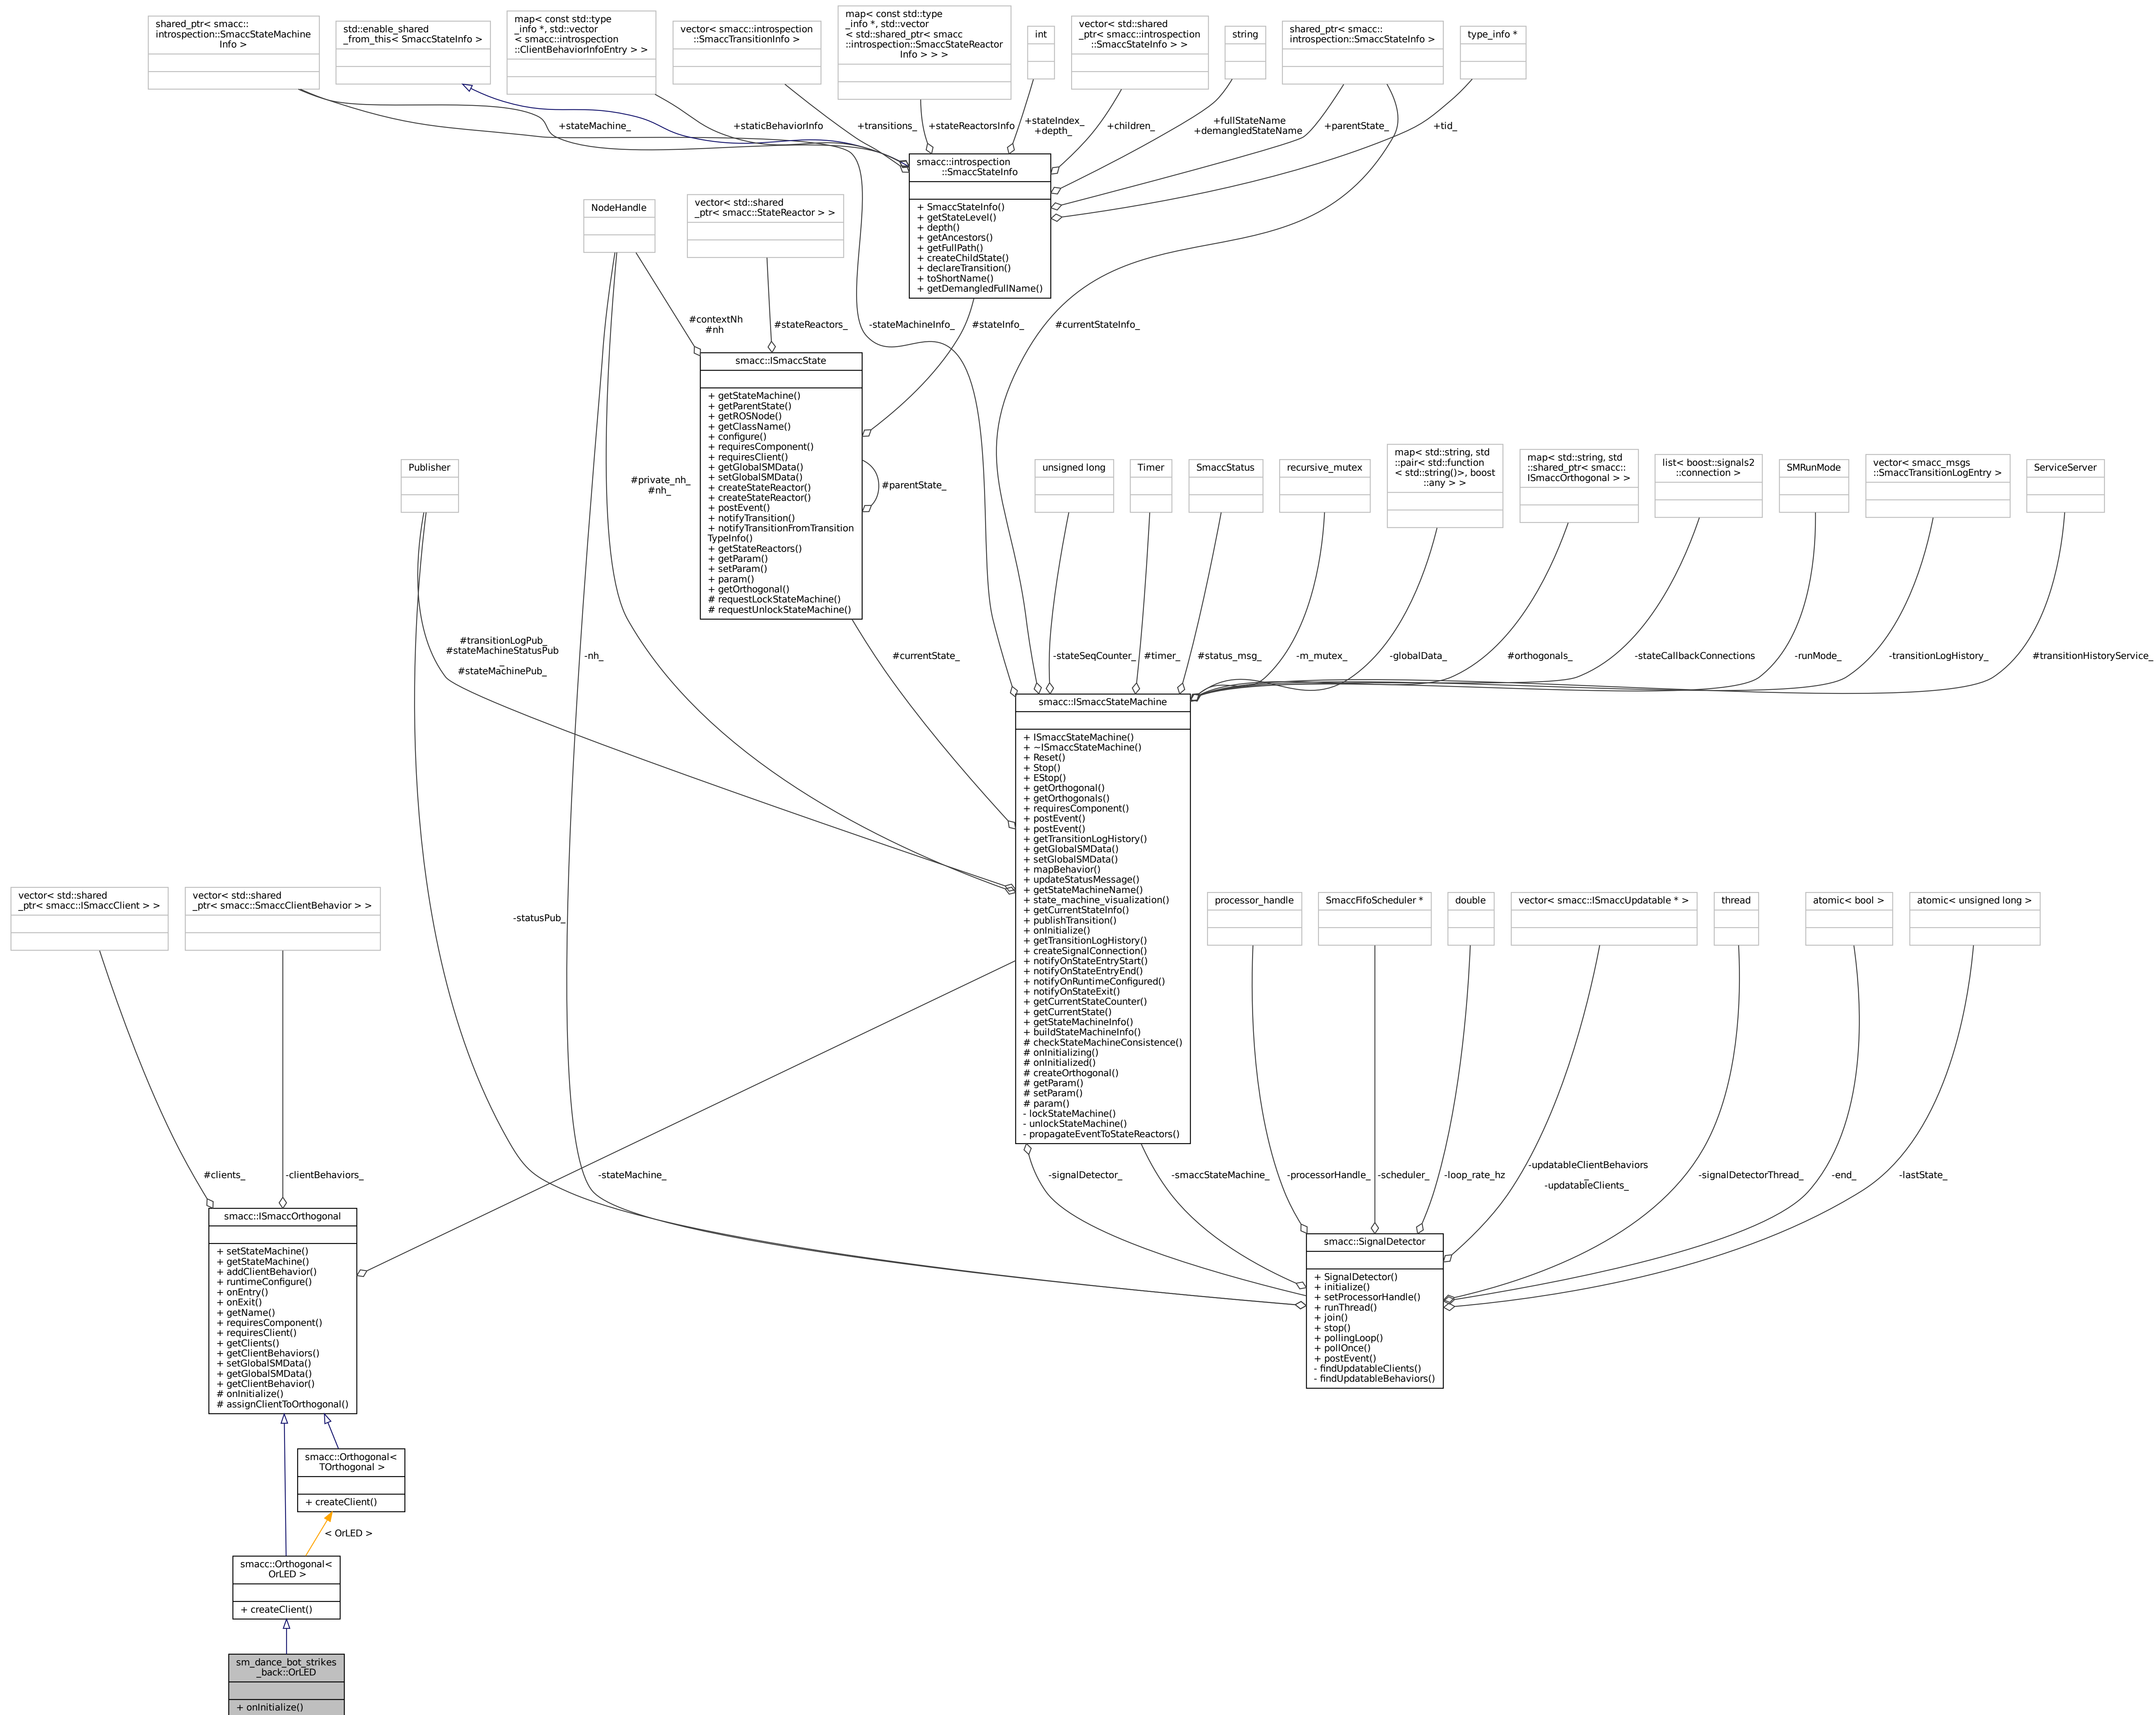 shared_ptr< smacc::
introspection::SmaccStateMachine
Info >
std::enable_shared
_from_this< SmaccStateInfo >
map< const std::type
_info *, std::vector
< smacc::introspection
::ClientBehaviorInfoEntry > >
vector< smacc::introspection
::SmaccTransitionInfo >
map< const std::type
_info *, std::vector
< std::shared_ptr< smacc
::introspection::SmaccStateReactor
Info > > >
int
vector< std::shared
_ptr< smacc::introspection
::SmaccStateInfo > >
string
shared_ptr< smacc::
introspection::SmaccStateInfo >
type_info *
+stateMachine_
+staticBehaviorInfo
+transitions_
+stateReactorsInfo
+stateIndex_
+depth_
+children_
+fullStateName
+demangledStateName
+parentState_
+tid_
smacc::introspection
::SmaccStateInfo
+ SmaccStateInfo()
+ getStateLevel()
+ depth()
+ getAncestors()
+ getFullPath()
+ createChildState()
+ declareTransition()
+ toShortName()
+ getDemangledFullName()
NodeHandle
vector< std::shared
_ptr< smacc::StateReactor > >
#contextNh
#nh
#stateReactors_
-stateMachineInfo_
#stateInfo_
#currentStateInfo_
smacc::ISmaccState
+ getStateMachine()
+ getParentState()
+ getROSNode()
+ getClassName()
+ configure()
+ requiresComponent()
+ requiresClient()
+ getGlobalSMData()
+ setGlobalSMData()
+ createStateReactor()
+ createStateReactor()
+ postEvent()
+ notifyTransition()
+ notifyTransitionFromTransition
TypeInfo()
+ getStateReactors()
+ getParam()
+ setParam()
+ param()
+ getOrthogonal()
# requestLockStateMachine()
# requestUnlockStateMachine()
#parentState_
#private_nh_
#nh_
Publisher
unsigned long
Timer
SmaccStatus
recursive_mutex
map< std::string, std
::pair< std::function
< std::string()>, boost
::any > >
map< std::string, std
::shared_ptr< smacc::
ISmaccOrthogonal > >
list< boost::signals2
::connection >
SMRunMode
vector< smacc_msgs
::SmaccTransitionLogEntry >
ServiceServer
#transitionLogPub_
#stateMachineStatusPub
_
#stateMachinePub_
-nh_
#currentState_
-stateSeqCounter_
#timer_
#status_msg_
-m_mutex_
-globalData_
#orthogonals_
-stateCallbackConnections
-runMode_
-transitionLogHistory_
#transitionHistoryService_
smacc::ISmaccStateMachine
+ ISmaccStateMachine()
+ ~ISmaccStateMachine()
+ Reset()
+ Stop()
+ EStop()
+ getOrthogonal()
+ getOrthogonals()
+ requiresComponent()
+ postEvent()
+ postEvent()
+ getTransitionLogHistory()
+ getGlobalSMData()
+ setGlobalSMData()
+ mapBehavior()
+ updateStatusMessage()
+ getStateMachineName()
+ state_machine_visualization()
+ getCurrentStateInfo()
+ publishTransition()
+ onInitialize()
+ getTransitionLogHistory()
+ createSignalConnection()
+ notifyOnStateEntryStart()
+ notifyOnStateEntryEnd()
+ notifyOnRuntimeConfigured()
+ notifyOnStateExit()
+ getCurrentStateCounter()
+ getCurrentState()
+ getStateMachineInfo()
+ buildStateMachineInfo()
# checkStateMachineConsistence()
# onInitializing()
# onInitialized()
# createOrthogonal()
# getParam()
# setParam()
# param()
- lockStateMachine()
- unlockStateMachine()
- propagateEventToStateReactors()
vector< std::shared
_ptr< smacc::ISmaccClient > >
vector< std::shared
_ptr< smacc::SmaccClientBehavior > >
-statusPub_
processor_handle
SmaccFifoScheduler *
double
vector< smacc::ISmaccUpdatable * >
thread
atomic< bool >
atomic< unsigned long >
#clients_
-clientBehaviors_
-stateMachine_
-signalDetector_
-smaccStateMachine_
-processorHandle_
-scheduler_
-loop_rate_hz
-updatableClientBehaviors
_
-updatableClients_
-signalDetectorThread_
-end_
-lastState_
smacc::ISmaccOrthogonal
+ setStateMachine()
+ getStateMachine()
+ addClientBehavior()
+ runtimeConfigure()
+ onEntry()
+ onExit()
+ getName()
+ requiresComponent()
+ requiresClient()
+ getClients()
+ getClientBehaviors()
+ setGlobalSMData()
+ getGlobalSMData()
+ getClientBehavior()
# onInitialize()
# assignClientToOrthogonal()
smacc::SignalDetector
+ SignalDetector()
+ initialize()
+ setProcessorHandle()
+ runThread()
+ join()
+ stop()
+ pollingLoop()
+ pollOnce()
+ postEvent()
- findUpdatableClients()
- findUpdatableBehaviors()
smacc::Orthogonal<
TOrthogonal >
+ createClient()
< OrLED >
smacc::Orthogonal<
OrLED >
+ createClient()
sm_dance_bot_strikes
_back::OrLED
+ onInitialize()